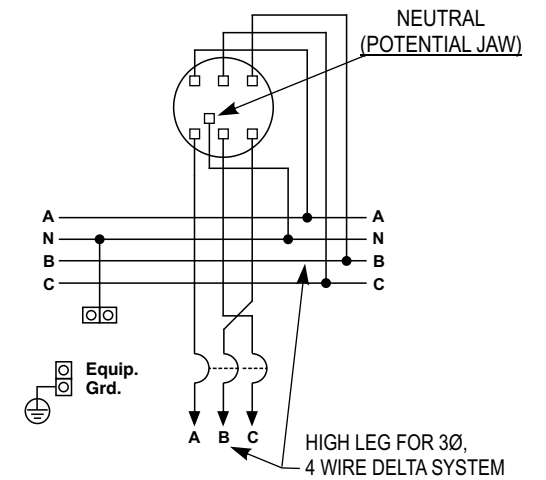 NEUTRAL
(POTENTIAL JAW)
A A
N N
B B
C C
Equip.
Grd.
A B C
HIGH LEG FOR 3Ø,
4 WIRE DELTA SYSTEM